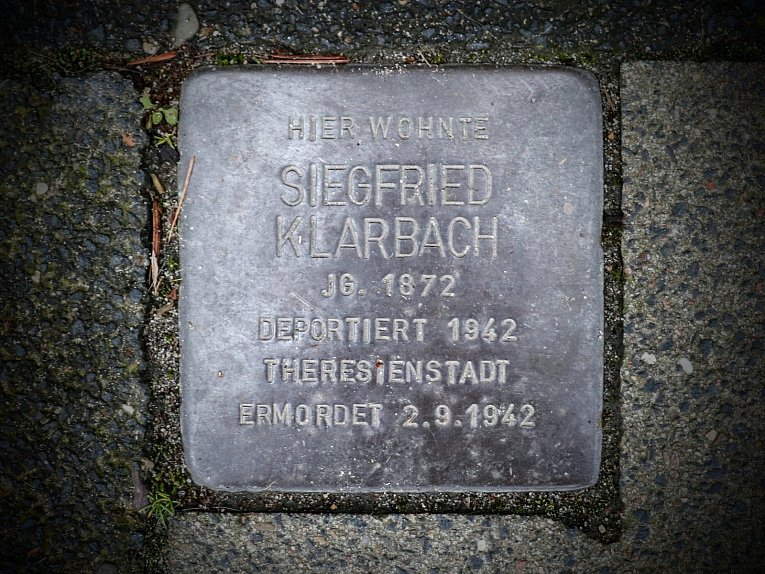 HIER WOHNTE
SIEGFRIED
KLARBACH
JG. 1872
DEPORTIERT 1942
THERESIENSTADT
ERMORDET 2.9.1942